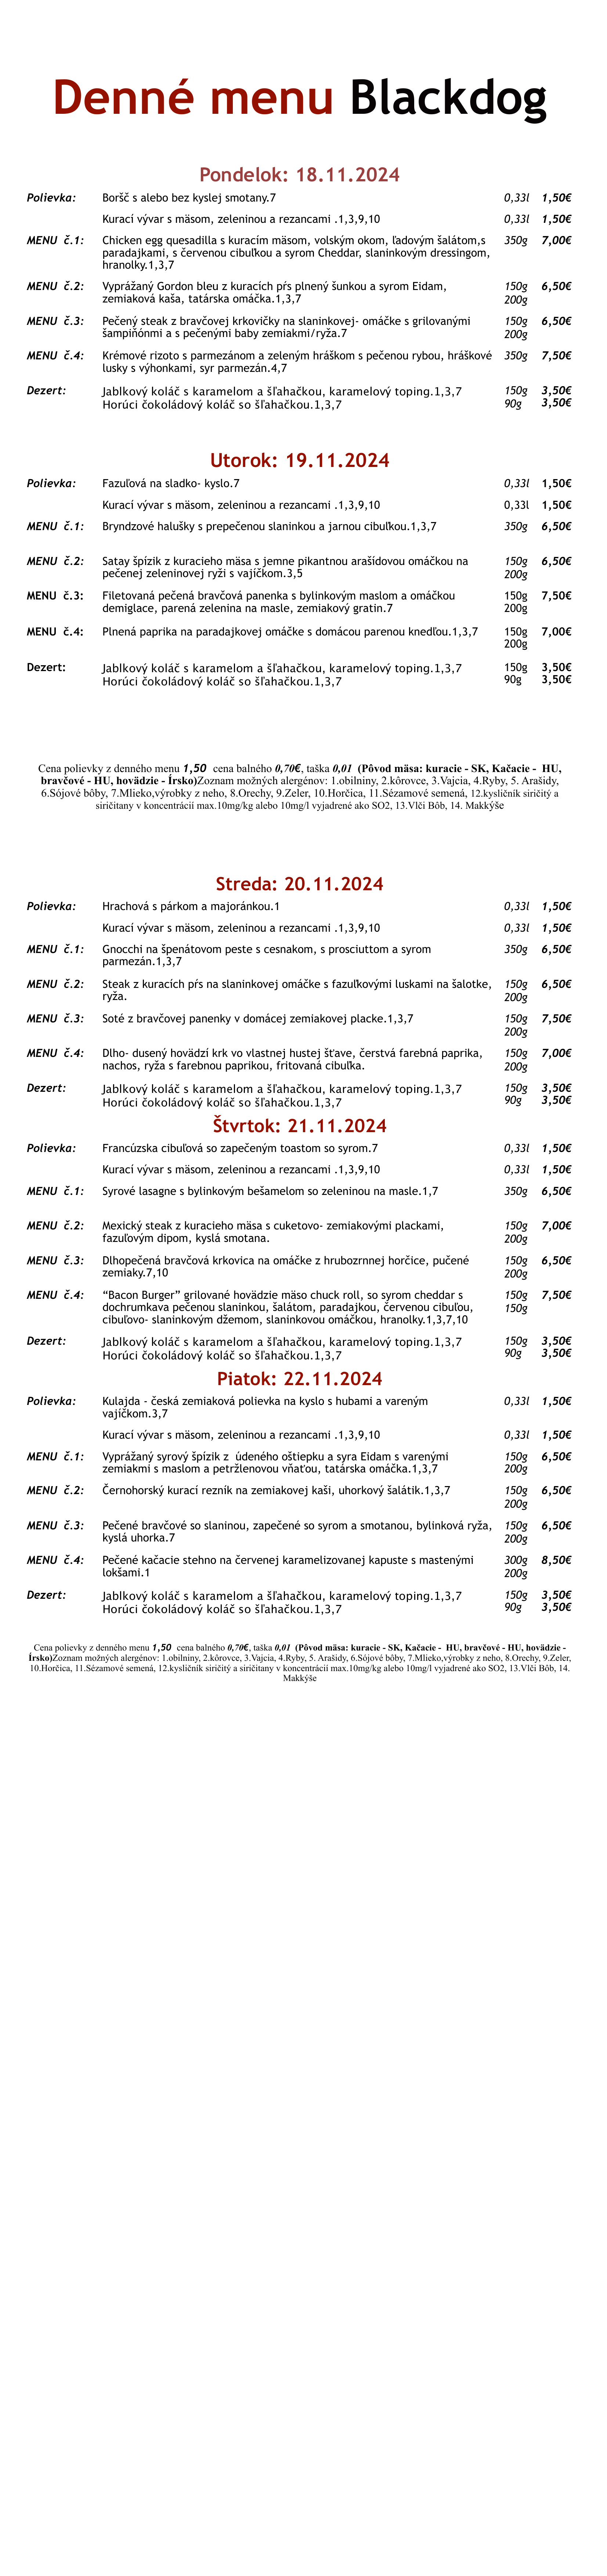 Denné menu Blackdog
Pondelok: 18.11.2024
Polievka: Boršč s alebo bez kyslej smotany.7 0,33l 1,50€
Kurací vývar s mäsom, zeleninou a rezancami .1,3,9,10 0,33l 1,50€
MENU č.1: Chicken egg quesadilla s kuracím mäsom, volským okom, ľadovým šalátom,s 350g 7,00€
paradajkami, s červenou cibuľkou a syrom Cheddar, slaninkovým dressingom,
hranolky.1,3,7
MENU č.2: Vyprážaný Gordon bleu z kuracích pŕs plnený šunkou a syrom Eidam, 150g 6,50€
zemiaková kaša, tatárska omáčka.1,3,7 200g
MENU č.3: Pečený steak z bravčovej krkovičky na slaninkovej- omáčke s grilovanými 150g 6,50€
šampiňónmi a s pečenými baby zemiakmi/ryža.7 200g
MENU č.4: Krémové rizoto s parmezánom a zeleným hráškom s pečenou rybou, hráškové 350g 7,50€
lusky s výhonkami, syr parmezán.4,7
Dezert: Jablkový koláč s karamelom a šľahačkou, karamelový toping.1,3,7 150g 3,50€
Horúci čokoládový koláč so šľahačkou.1,3,7 90g 3,50€
Utorok: 19.11.2024
Polievka: Fazuľová na sladko- kyslo.7 0,33l 1,50€
Kurací vývar s mäsom, zeleninou a rezancami .1,3,9,10 0,33l 1,50€
MENU č.1: Bryndzové halušky s prepečenou slaninkou a jarnou cibuľkou.1,3,7 350g 6,50€
MENU č.2: Satay špízik z kuracieho mäsa s jemne pikantnou arašídovou omáčkou na 150g 6,50€
pečenej zeleninovej ryži s vajíčkom.3,5 200g
MENU č.3: Filetovaná pečená bravčová panenka s bylinkovým maslom a omáčkou 150g 7,50€
demiglace, parená zelenina na masle, zemiakový gratin.7 200g
MENU č.4: Plnená paprika na paradajkovej omáčke s domácou parenou knedľou.1,3,7 150g 7,00€
200g
Dezert: Jablkový koláč s karamelom a šľahačkou, karamelový toping.1,3,7 150g 3,50€
Horúci čokoládový koláč so šľahačkou.1,3,7 90g 3,50€
Cena polievky z denného menu 1,50 cena balného 0,70€, taška 0,01 (Pôvod mäsa: kuracie - SK, Kačacie - HU,
bravčové - HU, hovädzie - Írsko)Zoznam možných alergénov: 1.obilniny, 2.kôrovce, 3.Vajcia, 4.Ryby, 5. Arašidy,
6.Sójové bôby, 7.Mlieko,výrobky z neho, 8.Orechy, 9.Zeler, 10.Horčica, 11.Sézamové semená, 12.kysličník siričitý a
siričitany v koncentrácií max.10mg/kg alebo 10mg/l vyjadrené ako SO2, 13.Vlčí Bôb, 14. Makkýše
Streda: 20.11.2024
Polievka: Hrachová s párkom a majoránkou.1 0,33l 1,50€
Kurací vývar s mäsom, zeleninou a rezancami .1,3,9,10 0,33l 1,50€
MENU č.1: Gnocchi na špenátovom peste s cesnakom, s prosciuttom a syrom 350g 6,50€
parmezán.1,3,7
MENU č.2: Steak z kuracích pŕs na slaninkovej omáčke s fazuľkovými luskami na šalotke, 150g 6,50€
ryža. 200g
MENU č.3: Soté z bravčovej panenky v domácej zemiakovej placke.1,3,7 150g 7,50€
200g
MENU č.4: Dlho- dusený hovädzí krk vo vlastnej hustej šťave, čerstvá farebná paprika, 150g 7,00€
nachos, ryža s farebnou paprikou, fritovaná cibuľka. 200g
Dezert: Jablkový koláč s karamelom a šľahačkou, karamelový toping.1,3,7 150g 3,50€
Horúci čokoládový koláč so šľahačkou.1,3,7 90g 3,50€
Štvrtok: 21.11.2024
Polievka: Francúzska cibuľová so zapečeným toastom so syrom.7 0,33l 1,50€
Kurací vývar s mäsom, zeleninou a rezancami .1,3,9,10 0,33l 1,50€
MENU č.1: Syrové lasagne s bylinkovým bešamelom so zeleninou na masle.1,7 350g 6,50€
MENU č.2: Mexický steak z kuracieho mäsa s cuketovo- zemiakovými plackami, 150g 7,00€
fazuľovým dipom, kyslá smotana. 200g
MENU č.3: Dlhopečená bravčová krkovica na omáčke z hrubozrnnej horčice, pučené 150g 6,50€
zemiaky.7,10 200g
MENU č.4: “Bacon Burger” grilované hovädzie mäso chuck roll, so syrom cheddar s 150g 7,50€
dochrumkava pečenou slaninkou, šalátom, paradajkou, červenou cibuľou, 150g
cibuľovo- slaninkovým džemom, slaninkovou omáčkou, hranolky.1,3,7,10
Dezert: Jablkový koláč s karamelom a šľahačkou, karamelový toping.1,3,7 150g 3,50€
Horúci čokoládový koláč so šľahačkou.1,3,7 90g 3,50€
Piatok: 22.11.2024
Polievka: Kulajda - česká zemiaková polievka na kyslo s hubami a vareným 0,33l 1,50€
vajíčkom.3,7
Kurací vývar s mäsom, zeleninou a rezancami .1,3,9,10 0,33l 1,50€
MENU č.1: Vyprážaný syrový špízik z údeného oštiepku a syra Eidam s varenými 150g 6,50€
zemiakmi s maslom a petržlenovou vňaťou, tatárska omáčka.1,3,7 200g
MENU č.2: Černohorský kurací rezník na zemiakovej kaši, uhorkový šalátik.1,3,7 150g 6,50€
200g
MENU č.3: Pečené bravčové so slaninou, zapečené so syrom a smotanou, bylinková ryža, 150g 6,50€
kyslá uhorka.7 200g
MENU č.4: Pečené kačacie stehno na červenej karamelizovanej kapuste s mastenými 300g 8,50€
lokšami.1 200g
Dezert: Jablkový koláč s karamelom a šľahačkou, karamelový toping.1,3,7 150g 3,50€
Horúci čokoládový koláč so šľahačkou.1,3,7 90g 3,50€
Cena polievky z denného menu 1,50 cena balného 0,70€, taška 0,01 (Pôvod mäsa: kuracie - SK, Kačacie - HU, bravčové - HU, hovädzie -
Írsko)Zoznam možných alergénov: 1.obilniny, 2.kôrovce, 3.Vajcia, 4.Ryby, 5. Arašidy, 6.Sójové bôby, 7.Mlieko,výrobky z neho, 8.Orechy, 9.Zeler,
10.Horčica, 11.Sézamové semená, 12.kysličník siričitý a siričitany v koncentrácií max.10mg/kg alebo 10mg/l vyjadrené ako SO2, 13.Vlčí Bôb, 14.
Makkýše